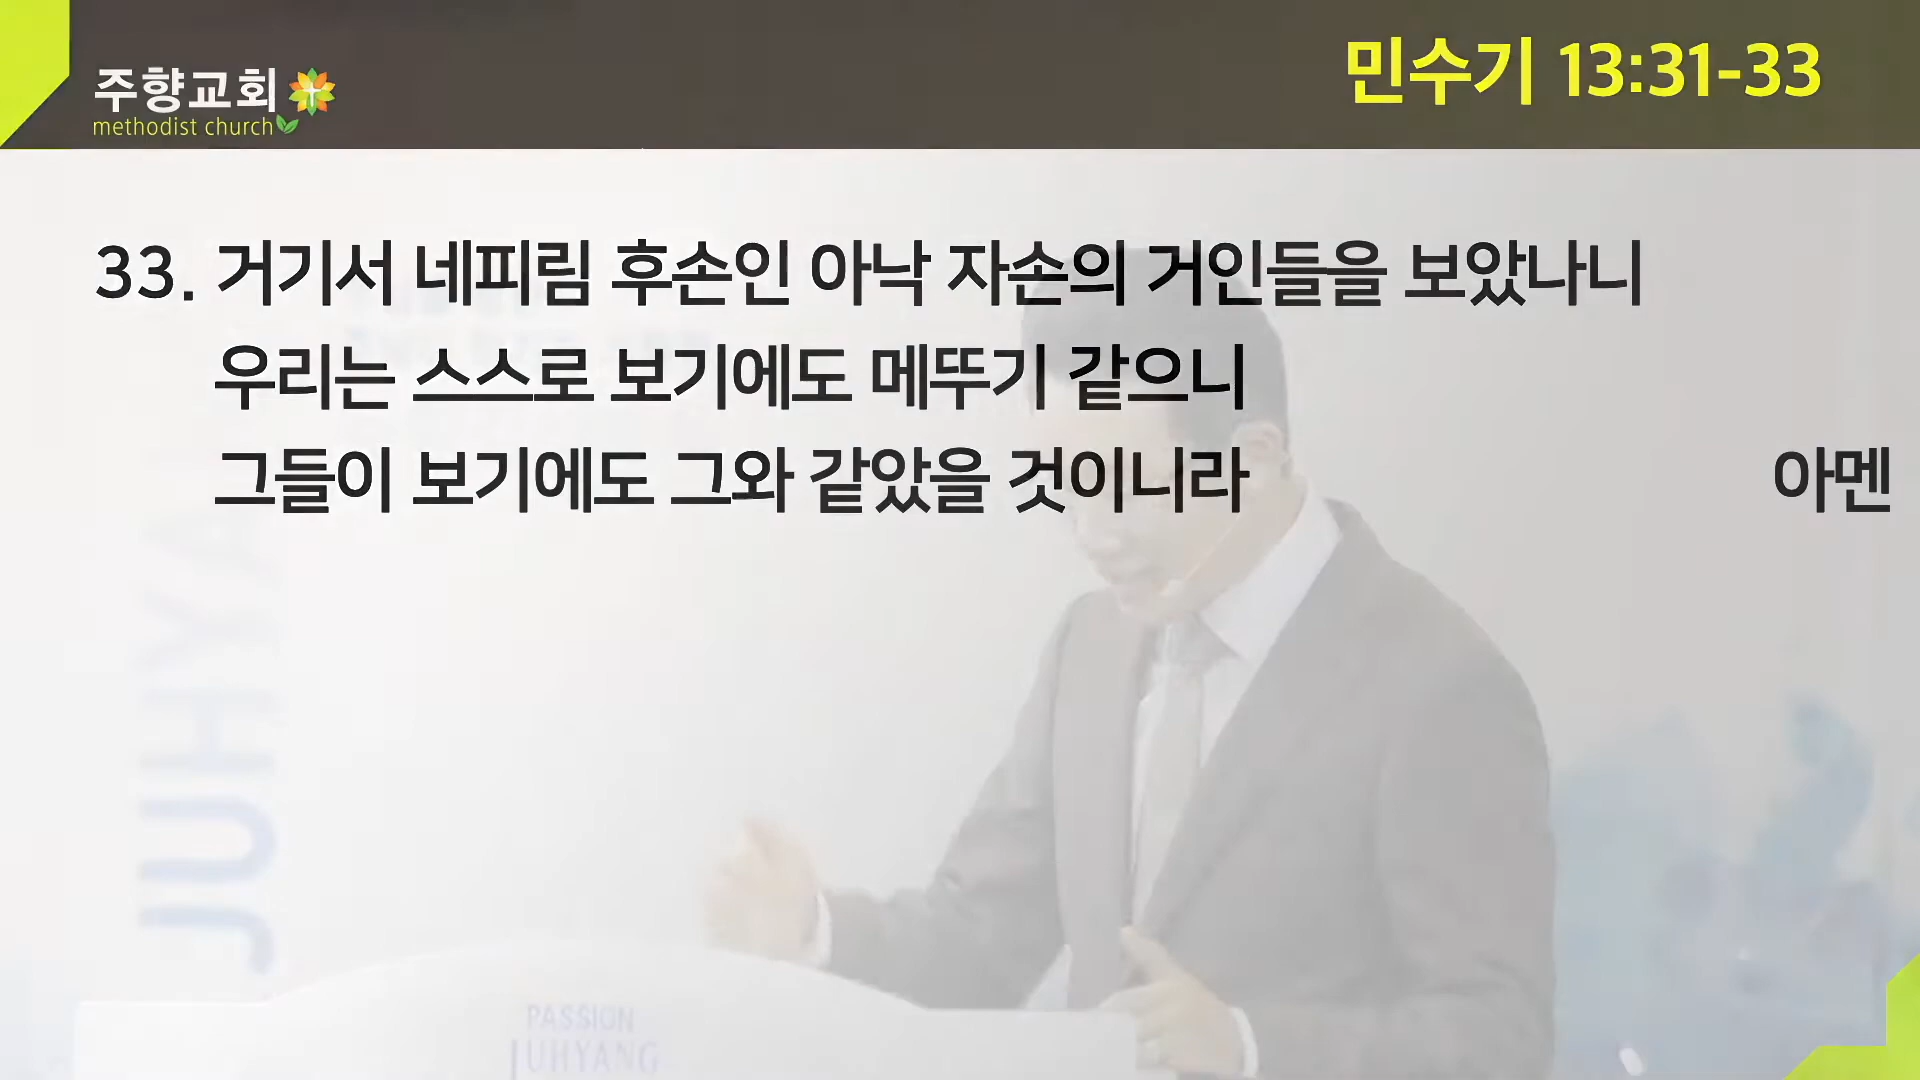 주향교회
methodist church
민수기 13:31-33
33. 거기서 네피림 후손인 아낙 자손의 거인들을 보았나니
우리는 스스로 보기에도 메뚜기 같으니
그들이 보기에도 그와 같았을 것이니라 아멘
JUHYA
PASSION
JUHYANG